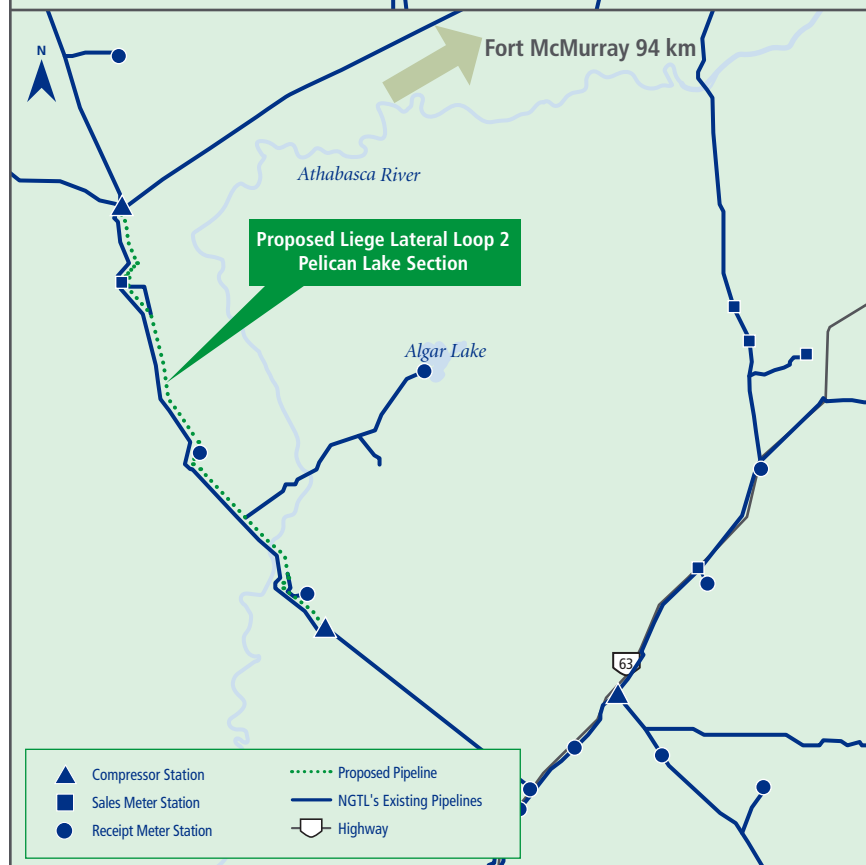 N
Fort McMurray 94 km
Athabasca River
Proposed Liege Lateral Loop 2
Pelican Lake Section
Algar Lake
63
Compressor Station
Sales Meter Station
Receipt Meter Station
Proposed Pipeline
NGTL's Existing Pipelines
Highway